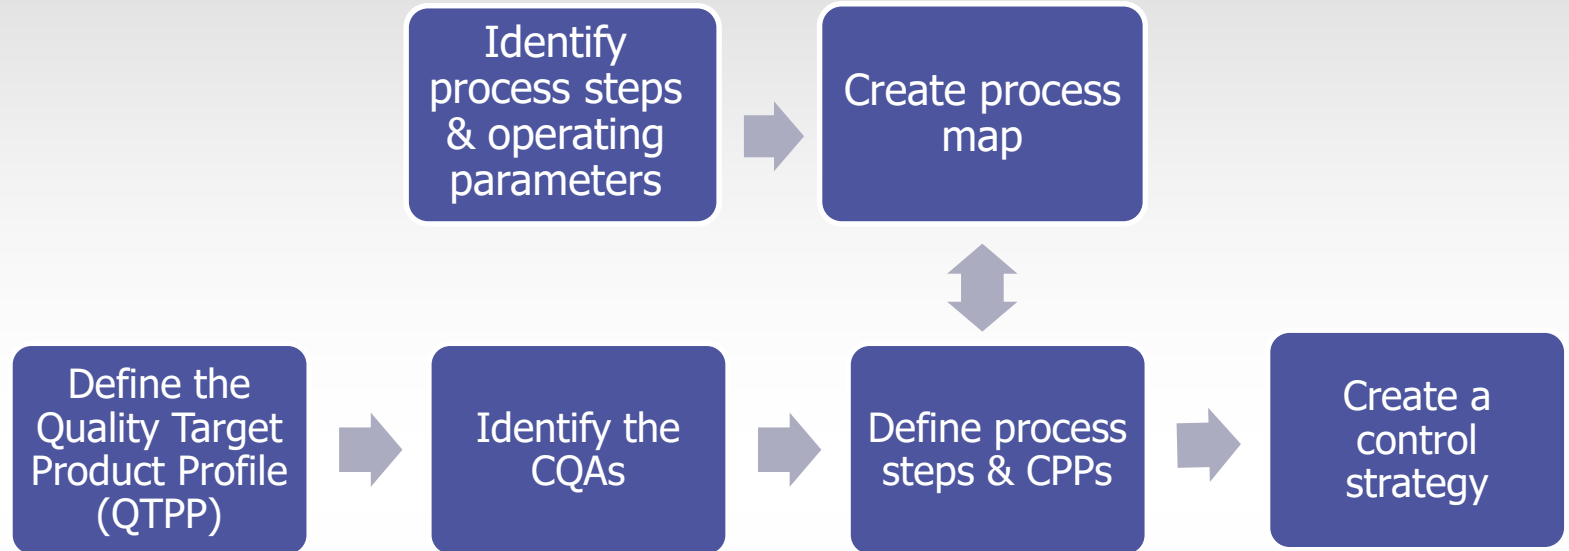 Identify
process steps
& operating
parameters
Create process
map
Define the
Quality Target
Product Profile
(QTPP)
Identify the
CQAs
Define process
steps & CPPs
Create a
control
strategy